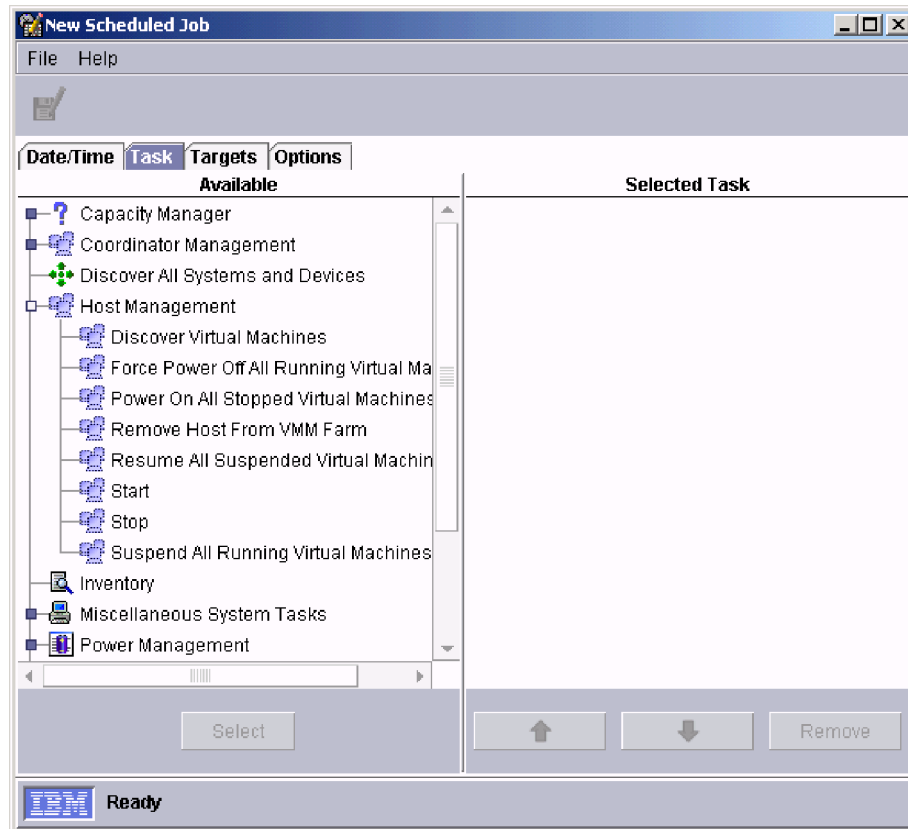 New Scheduled Job
File Help
Date/Time Task Targets Options
Available Selected Task
? Capacity Manager
Coordinator Management
Discover All Systems and Devices
Host Management
Discover Virtual Machines
Force Power Off All Running Virtual Ma
Power On All Stopped Virtual Machines
Remove Host From VMM Farm
Resume All Suspended Virtual Machin
Start
Stop
Suspend All Running Virtual Machines
Inventory
Miscellaneous System Tasks
Power Management
Select Remove
IBM Ready